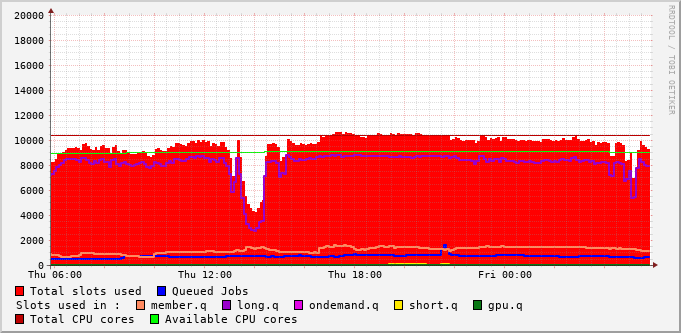 20000
18000
16000
14000
12000
10000
8000
6000
4000
2000
0
Thu 06:00 Thu 12:00 Thu 18:00 Fri 00:00
RRDTOOL / TOBI OETIKER
Total slots used Queued Jobs
Slots used in : member.q long.q ondemand.q short.q gpu.q
Total CPU cores Available CPU cores